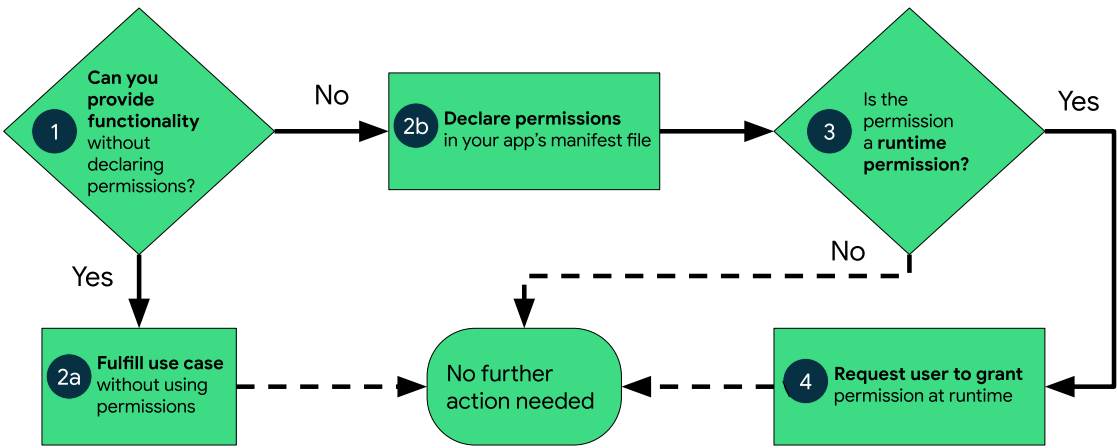 1
Can you
provide
functionality
without
declaring
permissions?
No
2b
Declare permissions
in your app's manifest file
3
Is the
permission
a runtime
permission?
Yes
No
Yes
2a
Fulfill use case
without using
permissions
No further
action needed
4
Request user to grant
permission at runtime